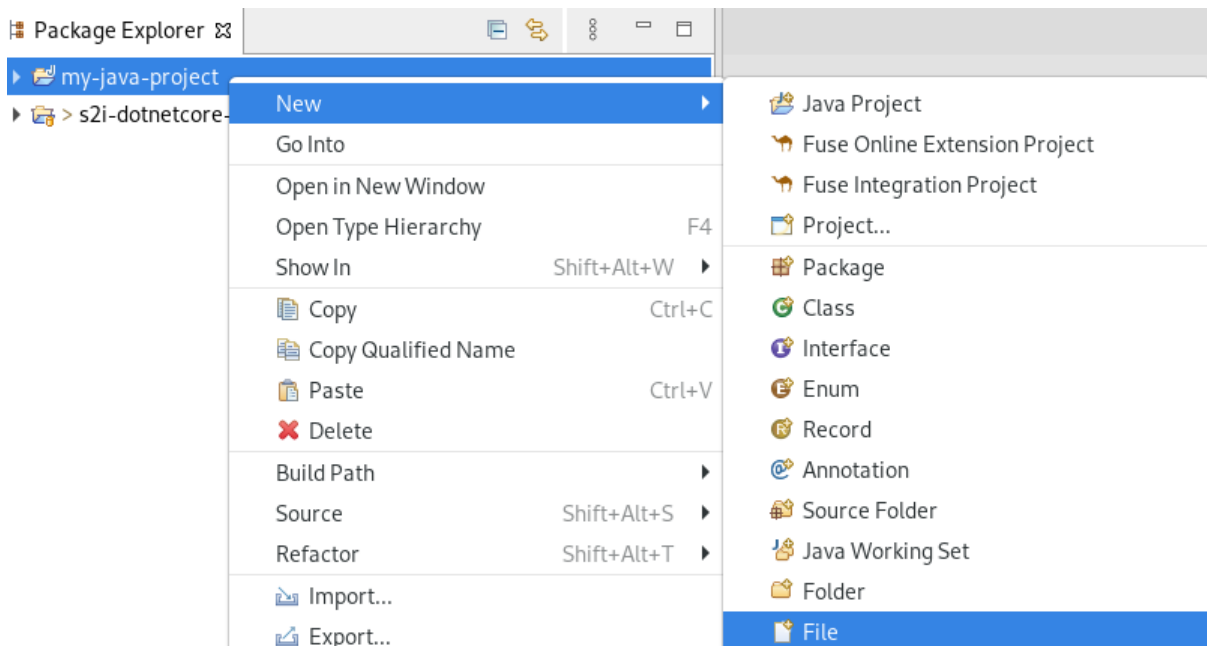 Package Explorer
my-java-project
> s2i-dotnetcore-
New
Go Into
Open in New Window
Open Type Hierarchy F4
Show In Shift+Alt+W
Copy Ctrl+C
Copy Qualified Name
Paste Ctrl+V
Delete
Build Path
Source Shift+Alt+S
Refactor Shift+Alt+T
Import...
Export...
Java Project
Fuse Online Extension Project
Fuse Integration Project
Project...
Package
Class
Interface
Enum
Record
Annotation
Source Folder
Java Working Set
Folder
File